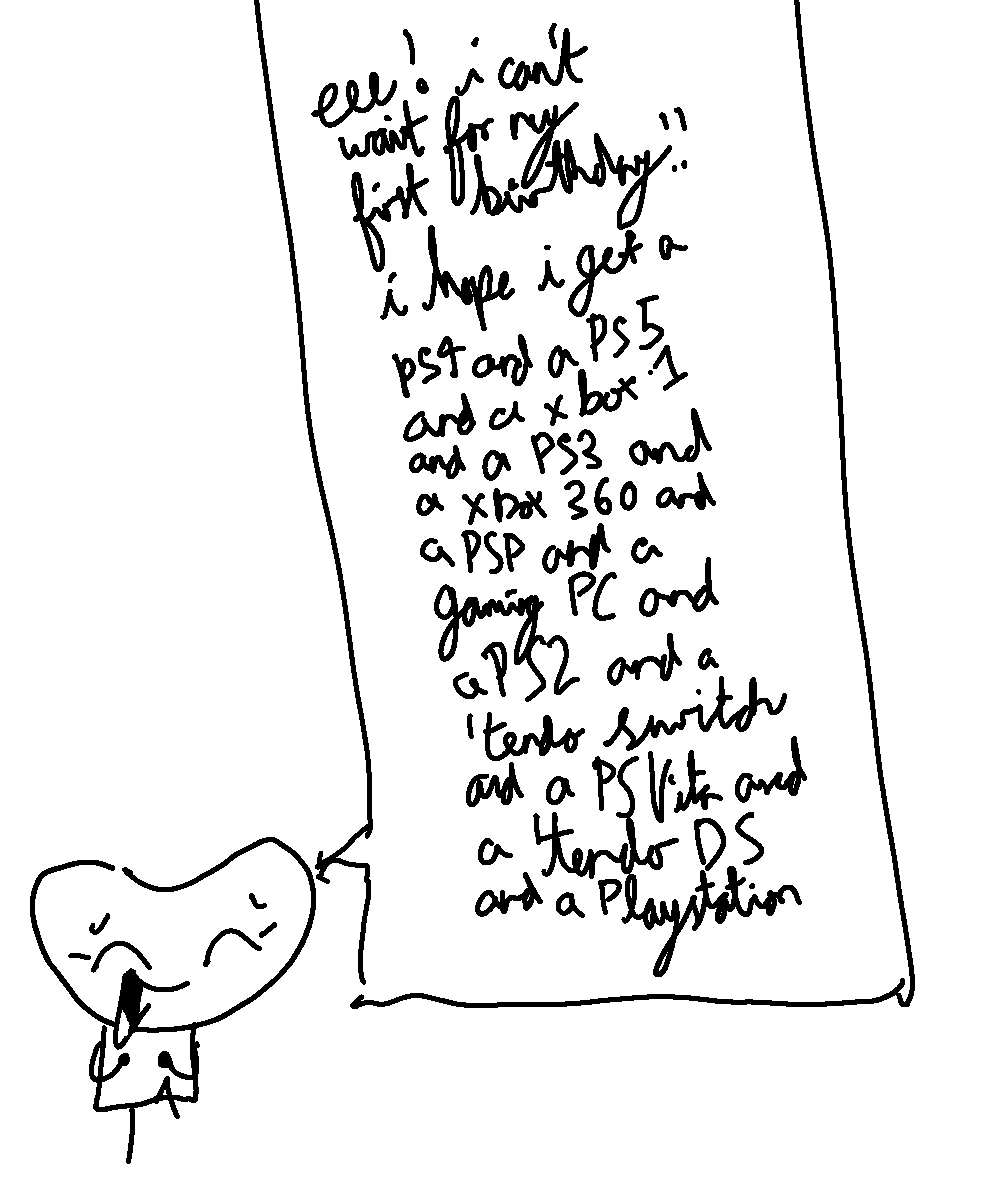 eee! i can't
wait for my
first birthday!!
i hope i get a
ps4 and a PS5
and a xbox 1
and a PS3 and
a xbox 360 and
a PSP and a
gaming PC and
a PS2 and a
'tendo switch
and a PS Vita and
a 'tendo DS
and a Playstation